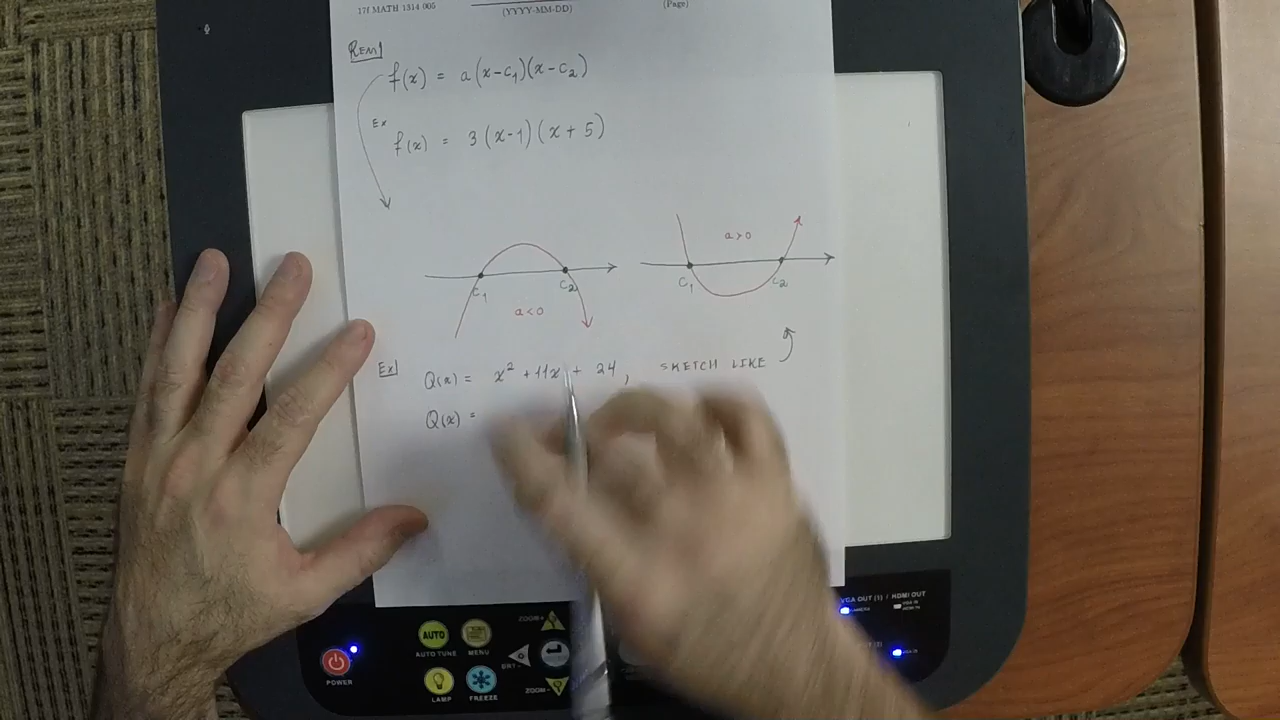 17f MATH 1314 005
(YYYY-MM-DD)
(Page)
REM
f(x) = a(x-c₁)(x-c₂)
Ex
f(x) = 3(x-1)(x+5)
a>0
c₁ c₂
c₁ c₂
a<0
Ex
Q(x) = x² + 11x + 24, SKETCH LIKE
Q(x) =
VGA OUT (1) / HDMI OUT
ZOOM+
AUTO
AUTO TUNE
MENU
BRT-
POWER
LAMP
FREEZE
ZOOM-